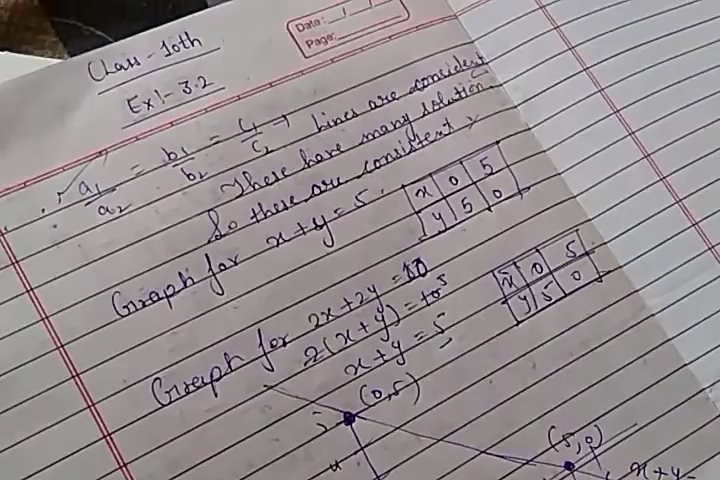 Date:
Page:
Class - 10th
Ex:- 3.2
a1/a2 = b1/b2 = c1/c2 → Lines are consident
There have many solution.
So these are consistent
Graph for x+y=5.
x 0 5
y 5 0
Graph for 2x+2y=10
2(x+y)=10 5
x+y=5
x 0 5
y 5 0
(0,5)
(5,0)
x+y=